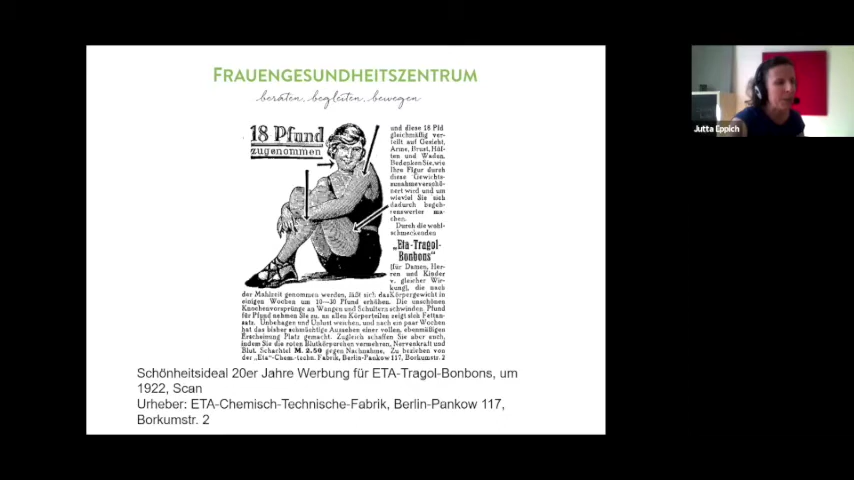 FRAUENGESUNDHEITSZENTRUM
beraten, begleiten, bewegen
18 Pfund
zugenommen
und diese 18 Pfd
gleichmäßig ver-
teilt auf Gesicht,
Arme, Brust, Hüf-
ten und Waden.
Bedenken Sie, wie
Ihre Figur durch
diese Gewichts-
zunahme verschö-
nert wird und um
wieviel Sie sich
dadurch begeh-
renswerter ma-
chen.
Durch die wohl-
schmeckenden
„Eta-Tragol-
Bonbons"
(für Damen, Her-
ren und Kinder
v. gleicher Wir-
kung), die nach
der Mahlzeit genommen werden, läßt sich das Körpergewicht in
einigen Wochen um 10—30 Pfund erhöhen. Die unschönen
Knochenvorsprünge an Wangen und Schultern schwinden, Pfund
für Pfund nehmen Sie zu, an allen Körperteilen zeigt sich Fettan-
satz. Unbehagen und Unlust weichen, und nach ein paar Wochen
hat das bisher schmächtige Aussehen einer vollen, ebenmäßigen
Erscheinung Platz gemacht. Zugleich schaffen Sie aber auch,
indem Sie die roten Blutkörperchen vermehren, Nervenkraft und
Blut. Schachtel M. 2.50 gegen Nachnahme. Zu beziehen von
der „Eta"-Chem.-techn. Fabrik, Berlin-Pankow 117, Borkumstr. 2
Schönheitsideal 20er Jahre Werbung für ETA-Tragol-Bonbons, um
1922, Scan
Urheber: ETA-Chemisch-Technische-Fabrik, Berlin-Pankow 117,
Borkumstr. 2
Jutta Eppich